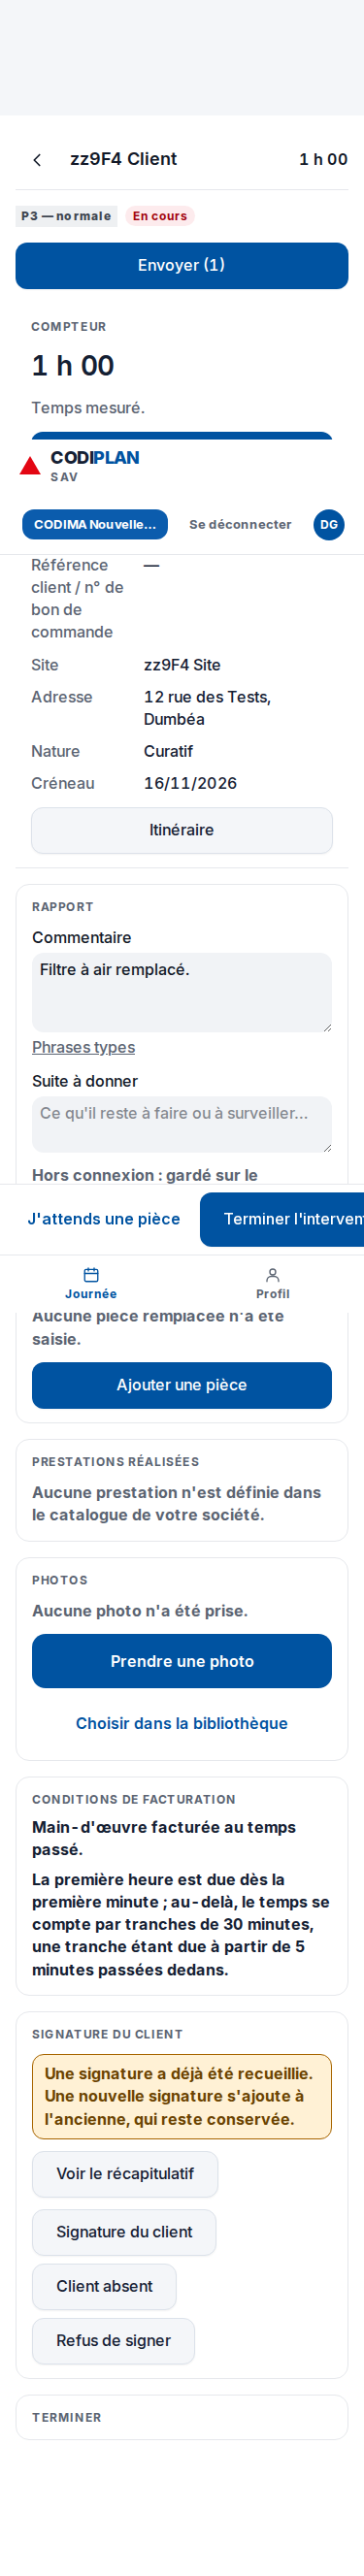 zz9F4 Client
1 h 00
P3 — normale
En cours
Envoyer (1)
COMPTEUR
1 h 00
Temps mesuré.
CODIPLAN
SAV
CODIMA Nouvelle…
Se déconnecter
DG
Référence client / n° de bon de commande
—
Site
zz9F4 Site
Adresse
12 rue des Tests, Dumbéa
Nature
Curatif
Créneau
16/11/2026
Itinéraire
RAPPORT
Commentaire
Filtre à air remplacé.
Phrases types
Suite à donner
Ce qu'il reste à faire ou à surveiller…
Hors connexion : gardé sur le
J'attends une pièce
Terminer l'interven
Journée
Profil
Aucune pièce remplacée n'a été
saisie.
Ajouter une pièce
PRESTATIONS RÉALISÉES
Aucune prestation n'est définie dans
le catalogue de votre société.
PHOTOS
Aucune photo n'a été prise.
Prendre une photo
Choisir dans la bibliothèque
CONDITIONS DE FACTURATION
Main-d'œuvre facturée au temps
passé.
La première heure est due dès la
première minute ; au-delà, le temps se
compte par tranches de 30 minutes,
une tranche étant due à partir de 5
minutes passées dedans.
SIGNATURE DU CLIENT
Une signature a déjà été recueillie.
Une nouvelle signature s'ajoute à
l'ancienne, qui reste conservée.
Voir le récapitulatif
Signature du client
Client absent
Refus de signer
TERMINER